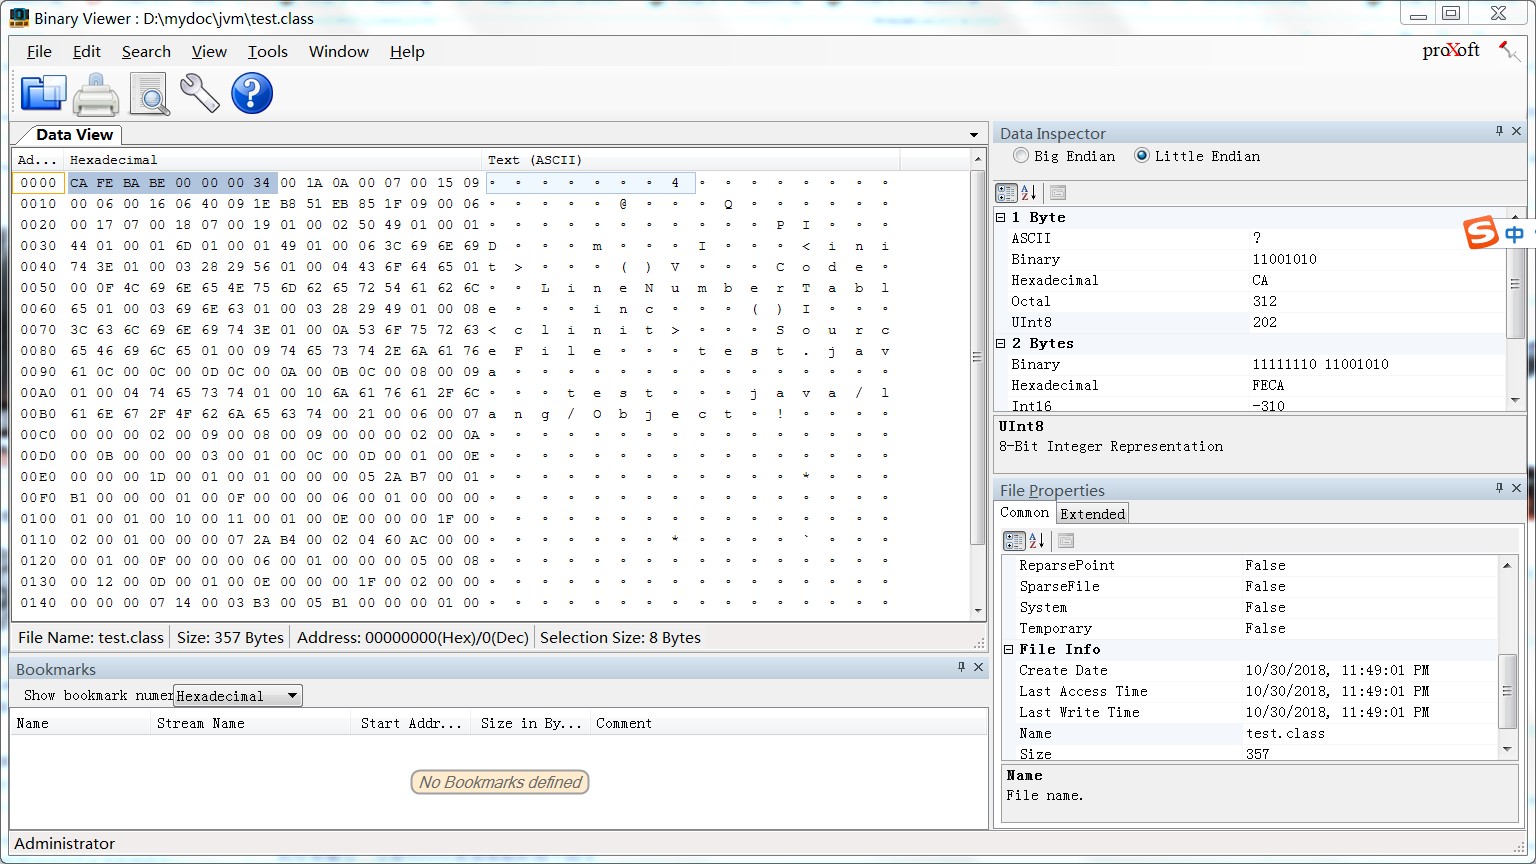 Binary Viewer : D:\mydoc\jvm\test.class
File Edit Search View Tools Window Help
proXsoft
Data View
Ad... Hexadecimal Text (ASCII)
0000 CA FE BA BE 00 00 00 34 00 1A 0A 00 07 00 15 09 ∘ ∘ ∘ ∘ ∘ ∘ ∘ 4 ∘ ∘ ∘ ∘ ∘ ∘ ∘ ∘
0010 00 06 00 16 06 40 09 1E B8 51 EB 85 1F 09 00 06 ∘ ∘ ∘ ∘ ∘ @ ∘ ∘ ∘ Q ∘ ∘ ∘ ∘ ∘ ∘
0020 00 17 07 00 18 07 00 19 01 00 02 50 49 01 00 01 ∘ ∘ ∘ ∘ ∘ ∘ ∘ ∘ ∘ ∘ ∘ P I ∘ ∘ ∘
0030 44 01 00 01 6D 01 00 01 49 01 00 06 3C 69 6E 69 D ∘ ∘ ∘ m ∘ ∘ ∘ I ∘ ∘ ∘ < i n i
0040 74 3E 01 00 03 28 29 56 01 00 04 43 6F 64 65 01 t > ∘ ∘ ∘ ( ) V ∘ ∘ ∘ C o d e ∘
0050 00 0F 4C 69 6E 65 4E 75 6D 62 65 72 54 61 62 6C ∘ ∘ L i n e N u m b e r T a b l
0060 65 01 00 03 69 6E 63 01 00 03 28 29 49 01 00 08 e ∘ ∘ ∘ i n c ∘ ∘ ∘ ( ) I ∘ ∘ ∘
0070 3C 63 6C 69 6E 69 74 3E 01 00 0A 53 6F 75 72 63 < c l i n i t > ∘ ∘ ∘ S o u r c
0080 65 46 69 6C 65 01 00 09 74 65 73 74 2E 6A 61 76 e F i l e ∘ ∘ ∘ t e s t . j a v
0090 61 0C 00 0C 00 0D 0C 00 0A 00 0B 0C 00 08 00 09 a ∘ ∘ ∘ ∘ ∘ ∘ ∘ ∘ ∘ ∘ ∘ ∘ ∘ ∘ ∘
00A0 01 00 04 74 65 73 74 01 00 10 6A 61 76 61 2F 6C ∘ ∘ ∘ t e s t ∘ ∘ ∘ j a v a / l
00B0 61 6E 67 2F 4F 62 6A 65 63 74 00 21 00 06 00 07 a n g / O b j e c t ∘ ! ∘ ∘ ∘ ∘
00C0 00 00 00 02 00 09 00 08 00 09 00 00 00 02 00 0A ∘ ∘ ∘ ∘ ∘ ∘ ∘ ∘ ∘ ∘ ∘ ∘ ∘ ∘ ∘ ∘
00D0 00 0B 00 00 00 03 00 01 00 0C 00 0D 00 01 00 0E ∘ ∘ ∘ ∘ ∘ ∘ ∘ ∘ ∘ ∘ ∘ ∘ ∘ ∘ ∘ ∘
00E0 00 00 00 1D 00 01 00 01 00 00 00 05 2A B7 00 01 ∘ ∘ ∘ ∘ ∘ ∘ ∘ ∘ ∘ ∘ ∘ ∘ * ∘ ∘ ∘
00F0 B1 00 00 00 01 00 0F 00 00 00 06 00 01 00 00 00 ∘ ∘ ∘ ∘ ∘ ∘ ∘ ∘ ∘ ∘ ∘ ∘ ∘ ∘ ∘ ∘
0100 01 00 01 00 10 00 11 00 01 00 0E 00 00 00 1F 00 ∘ ∘ ∘ ∘ ∘ ∘ ∘ ∘ ∘ ∘ ∘ ∘ ∘ ∘ ∘ ∘
0110 02 00 01 00 00 00 07 2A B4 00 02 04 60 AC 00 00 ∘ ∘ ∘ ∘ ∘ ∘ ∘ * ∘ ∘ ∘ ∘ ` ∘ ∘ ∘
0120 00 01 00 0F 00 00 00 06 00 01 00 00 00 05 00 08 ∘ ∘ ∘ ∘ ∘ ∘ ∘ ∘ ∘ ∘ ∘ ∘ ∘ ∘ ∘ ∘
0130 00 12 00 0D 00 01 00 0E 00 00 00 1F 00 02 00 00 ∘ ∘ ∘ ∘ ∘ ∘ ∘ ∘ ∘ ∘ ∘ ∘ ∘ ∘ ∘ ∘
0140 00 00 00 07 14 00 03 B3 00 05 B1 00 00 00 01 00 ∘ ∘ ∘ ∘ ∘ ∘ ∘ ∘ ∘ ∘ ∘ ∘ ∘ ∘ ∘ ∘
File Name: test.class Size: 357 Bytes Address: 00000000(Hex)/0(Dec) Selection Size: 8 Bytes
Bookmarks
Show bookmark numer Hexadecimal
Name Stream Name Start Addr... Size in By... Comment
No Bookmarks defined
Administrator
Data Inspector
Big Endian Little Endian
1 Byte
ASCII ?
Binary 11001010
Hexadecimal CA
Octal 312
UInt8 202
2 Bytes
Binary 11111110 11001010
Hexadecimal FECA
Int16 -310
UInt8
8-Bit Integer Representation
S 中
File Properties
Common Extended
ReparsePoint False
SparseFile False
System False
Temporary False
File Info
Create Date 10/30/2018, 11:49:01 PM
Last Access Time 10/30/2018, 11:49:01 PM
Last Write Time 10/30/2018, 11:49:01 PM
Name test.class
Size 357
Name
File name.